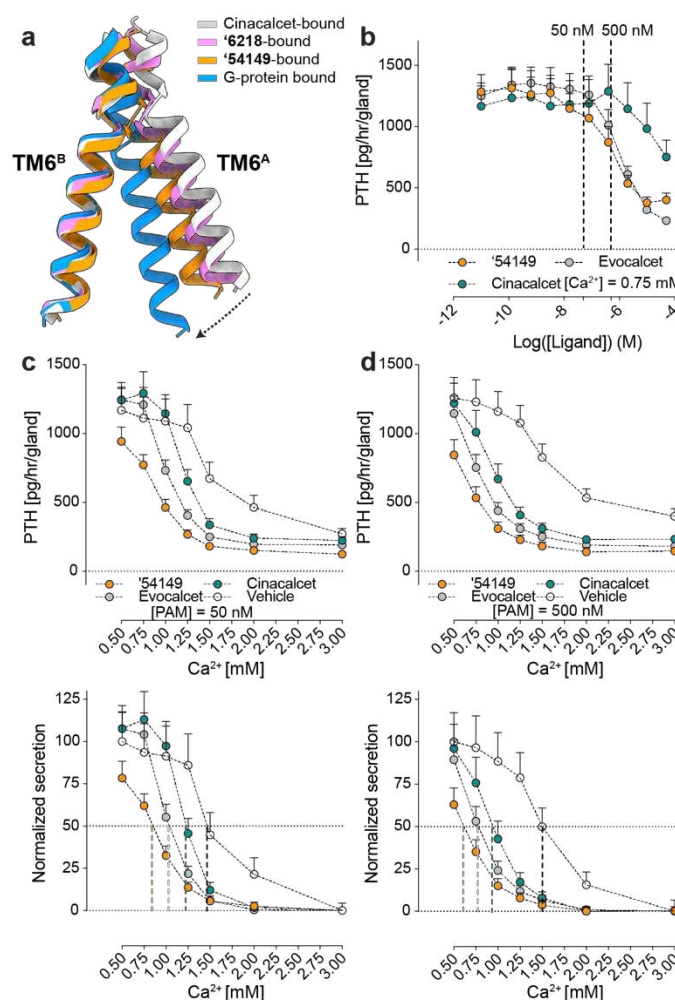 a
Cinacalcet-bound
'6218-bound
'54149-bound
G-protein bound
TM6ᴮ
TM6ᴬ
b
50 nM
500 nM
PTH [pg/hr/gland]
1500
1000
500
0
'54149
Evocalcet
Cinacalcet [Ca²⁺] = 0.75 mM
-12
-10
-8
-6
-4
Log([Ligand]) (M)
c
PTH [pg/hr/gland]
1500
1000
500
0
'54149
Cinacalcet
Evocalcet
Vehicle
[PAM] = 50 nM
0.50
0.75
1.00
1.25
1.50
1.75
2.00
2.25
2.50
2.75
3.00
Ca²⁺ [mM]
d
PTH [pg/hr/gland]
1500
1000
500
0
'54149
Cinacalcet
Evocalcet
Vehicle
[PAM] = 500 nM
0.50
0.75
1.00
1.25
1.50
1.75
2.00
2.25
2.50
2.75
3.00
Ca²⁺ [mM]
Normalized secretion
125
100
75
50
25
0
0.50
0.75
1.00
1.25
1.50
1.75
2.00
2.25
2.50
2.75
3.00
Ca²⁺ [mM]
Normalized secretion
125
100
75
50
25
0
0.50
0.75
1.00
1.25
1.50
1.75
2.00
2.25
2.50
2.75
3.00
Ca²⁺ [mM]